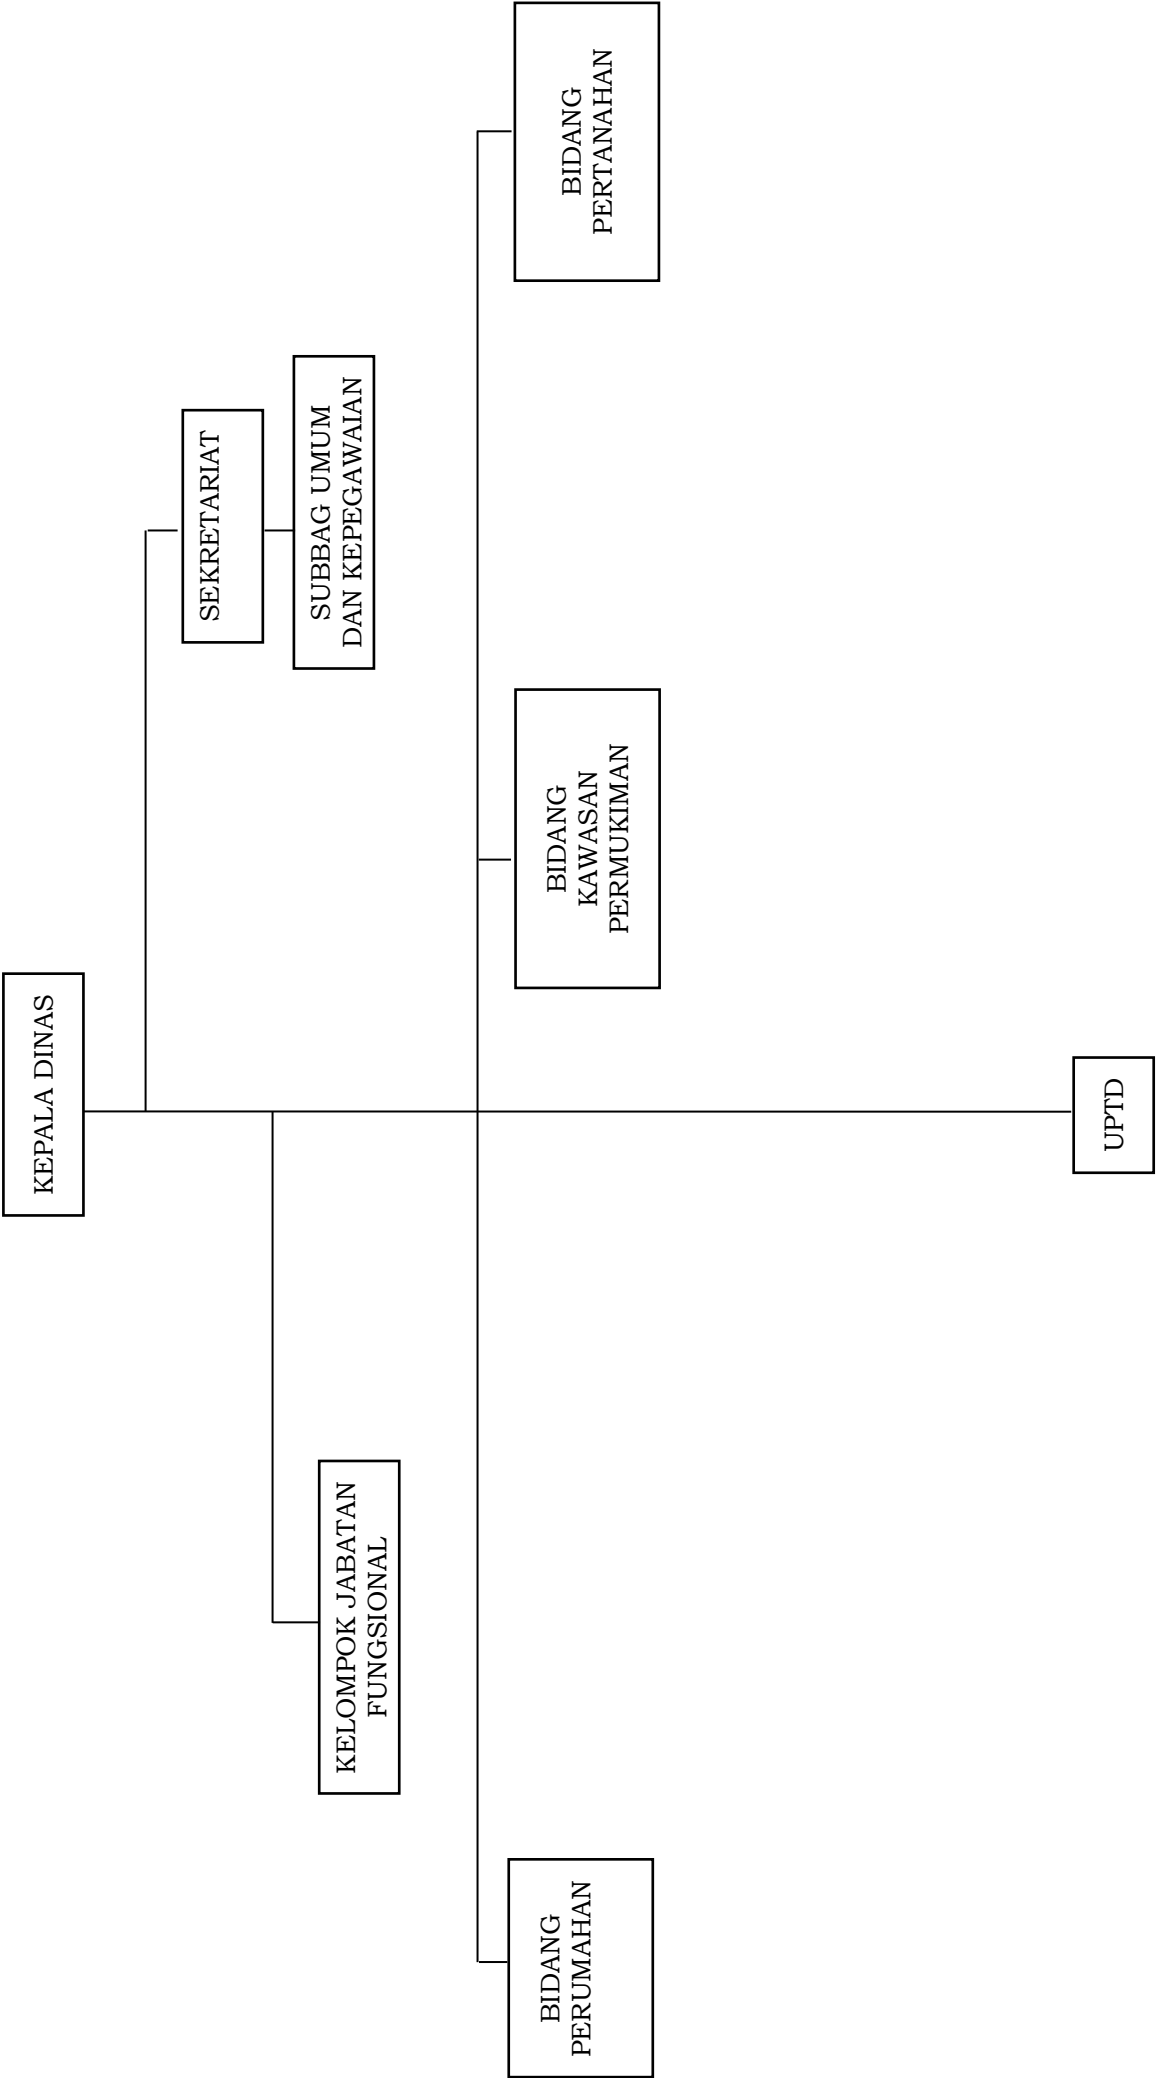 KEPALA DINAS
SEKRETARIAT
SUBBAG UMUM
DAN KEPEGAWAIAN
KELOMPOK JABATAN
FUNGSIONAL
BIDANG
PERUMAHAN
BIDANG
KAWASAN
PERMUKIMAN
BIDANG
PERTANAHAN
UPTD